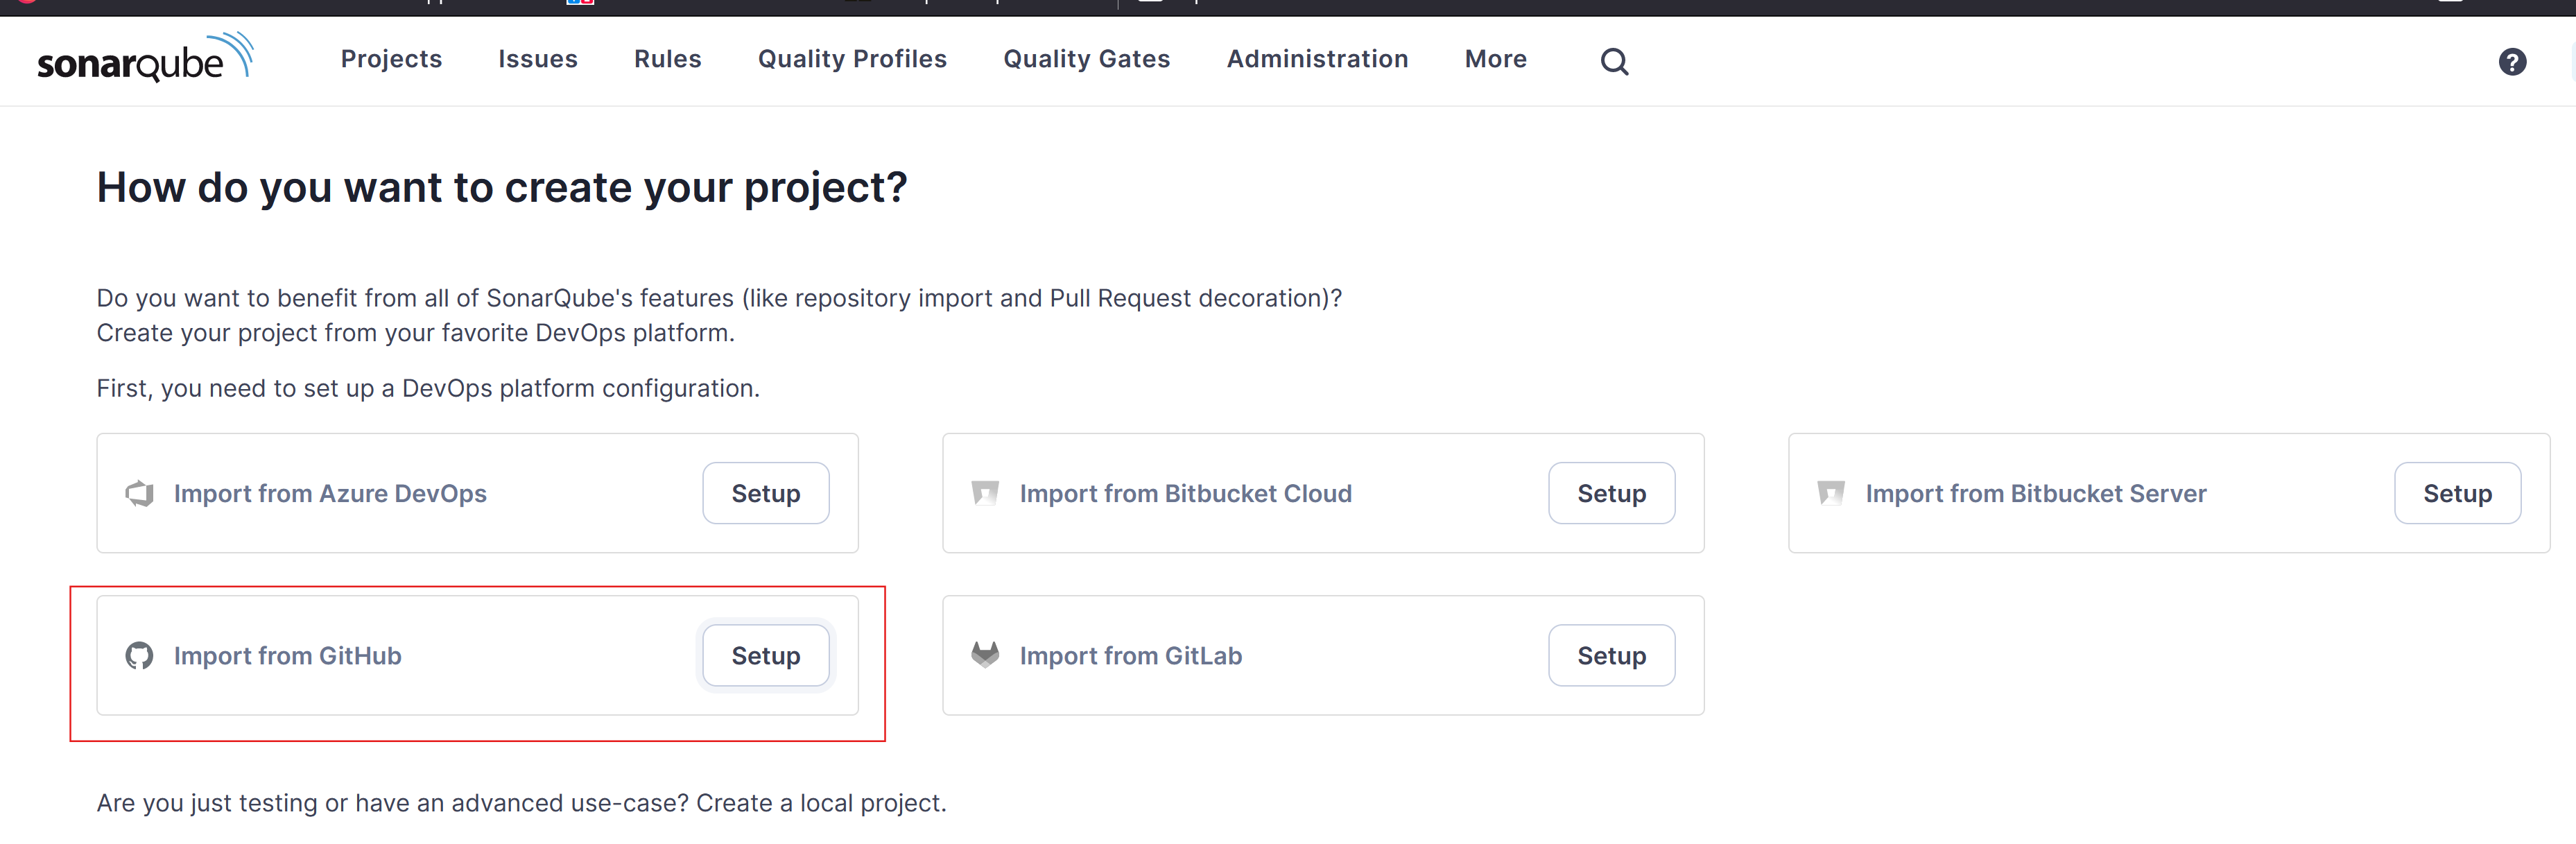 sonarqube
Projects Issues Rules Quality Profiles Quality Gates Administration More
How do you want to create your project?
Do you want to benefit from all of SonarQube's features (like repository import and Pull Request decoration)?
Create your project from your favorite DevOps platform.
First, you need to set up a DevOps platform configuration.
Import from Azure DevOps Setup
Import from Bitbucket Cloud Setup
Import from Bitbucket Server Setup
Import from GitHub Setup
Import from GitLab Setup
Are you just testing or have an advanced use-case? Create a local project.